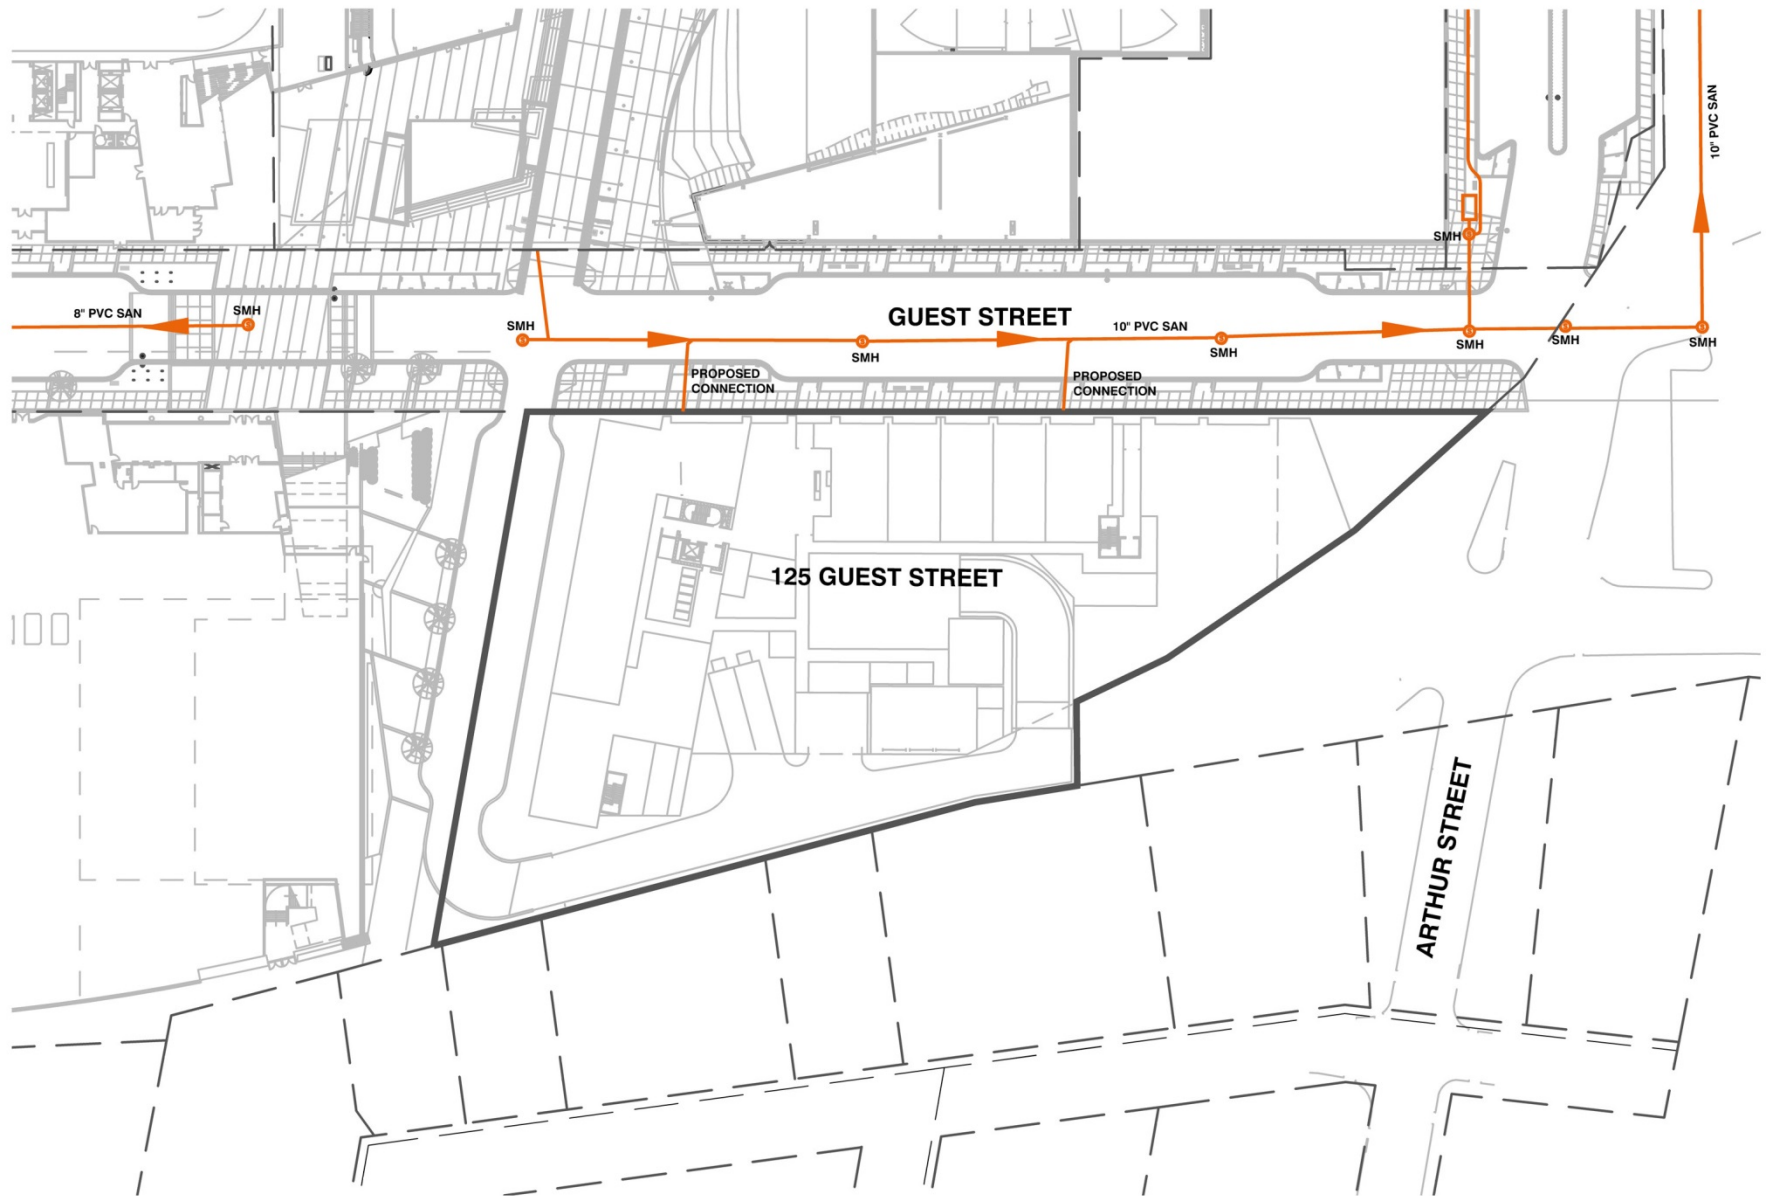 10" PVC SAN
SMH
8" PVC SAN
SMH
SMH
GUEST STREET
10" PVC SAN
SMH
SMH
SMH
SMH
SMH
PROPOSED
CONNECTION
PROPOSED
CONNECTION
125 GUEST STREET
ARTHUR STREET